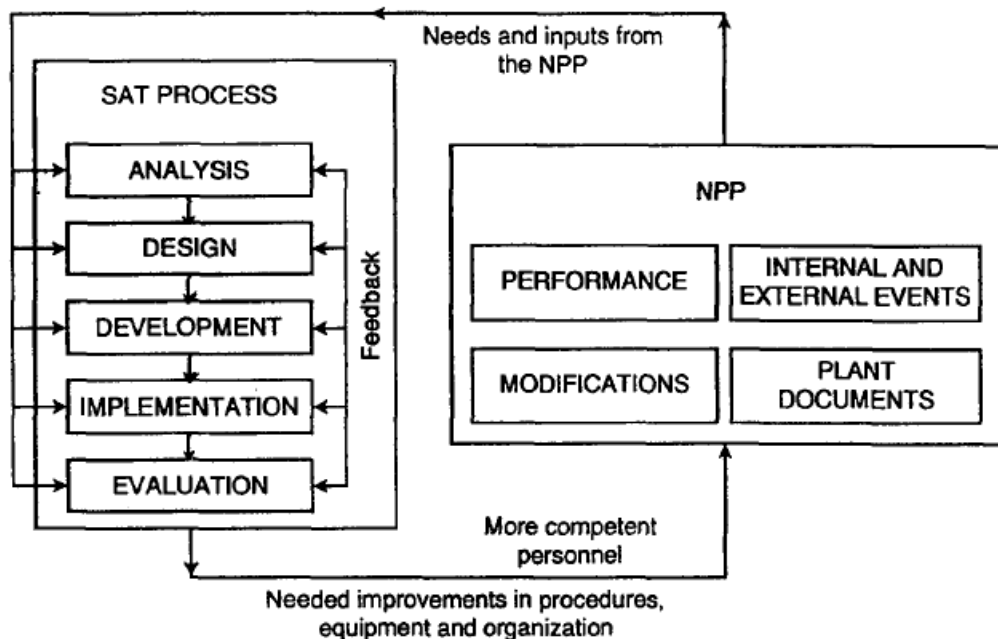 Needs and inputs from
the NPP
SAT PROCESS
ANALYSIS
DESIGN
DEVELOPMENT
IMPLEMENTATION
EVALUATION
Feedback
NPP
PERFORMANCE
INTERNAL AND
EXTERNAL EVENTS
MODIFICATIONS
PLANT
DOCUMENTS
More competent
personnel
Needed improvements in procedures,
equipment and organization